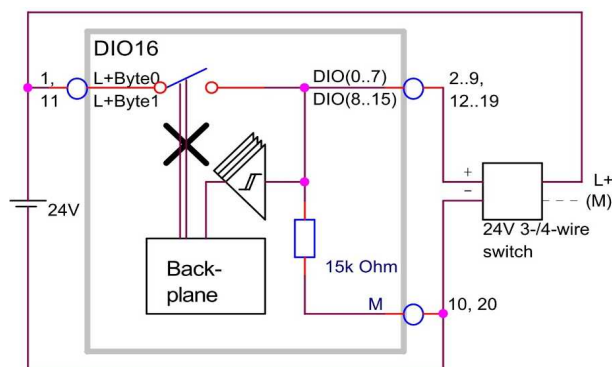 DIO16
1,
11
L+Byte0
L+Byte1
DIO(0..7)
DIO(8..15)
2..9,
12..19
+
−
L+
(M)
24V
24V 3-/4-wire
switch
15k Ohm
Back-
plane
M
10, 20